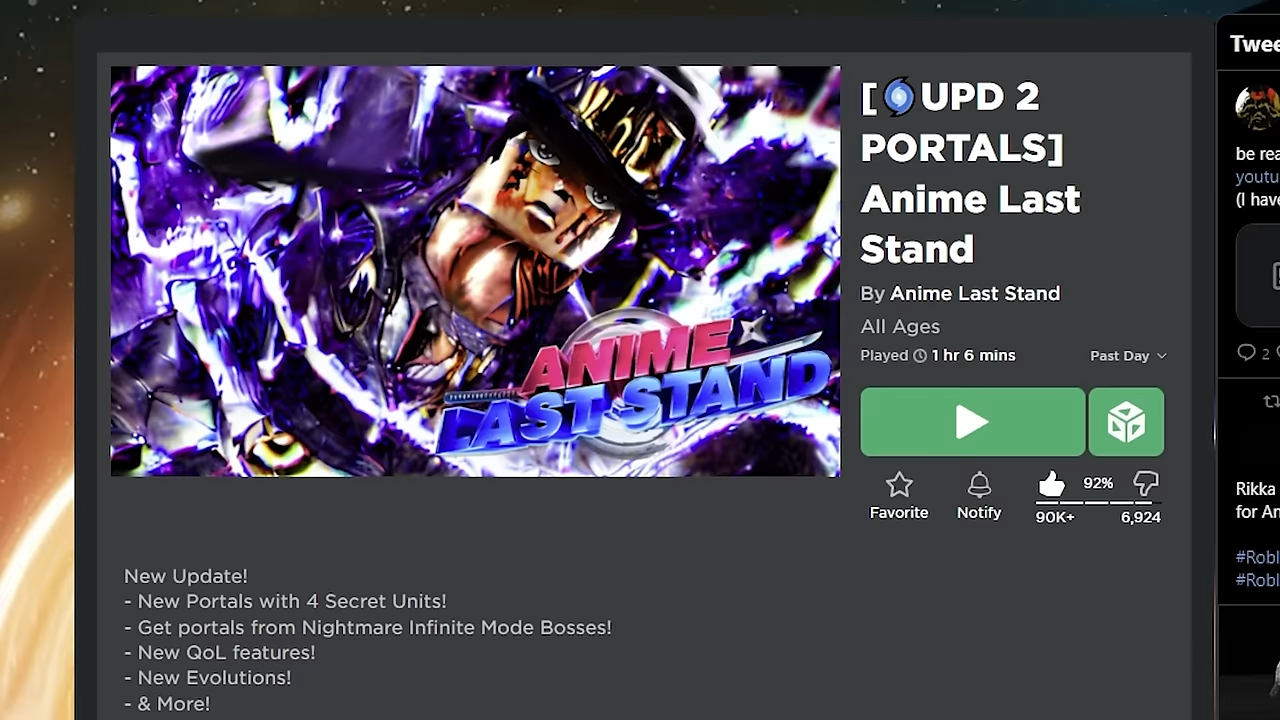 [🌀UPD 2
PORTALS]
Anime Last
Stand
By Anime Last Stand
All Ages
Played 1 hr 6 mins
Past Day
ANIME
LAST STAND
Favorite
Notify
92%
90K+
6,924
New Update!
- New Portals with 4 Secret Units!
- Get portals from Nightmare Infinite Mode Bosses!
- New QoL features!
- New Evolutions!
- & More!
Twee
be rea
youtu
(I hav
2
Rikka
for An
#Robl
#Robl